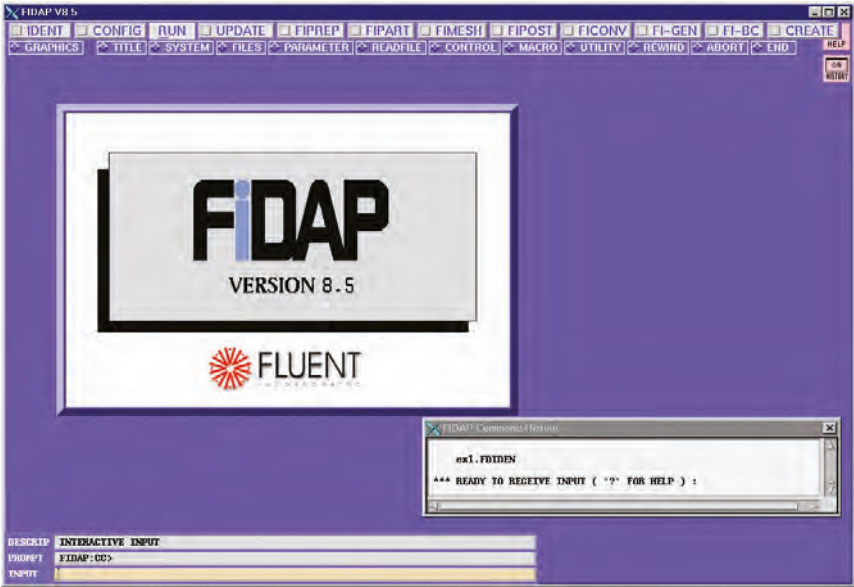 FIDAP V8.5
IDENT CONFIG RUN UPDATE FIPREP FIPART FIMESH FIPOST FICONV FI-GEN FI-BC CREATE
GRAPHICS TITLE SYSTEM FILES PARAMETER READFILE CONTROL MACRO UTILITY REWIND ABORT END
HELP
ON
HISTORY
FiDAP
VERSION 8.5
FLUENT
INCORPORATED
FIDAP Commands History
ex1.FDIDEN
*** READY TO RECEIVE INPUT ( '?' FOR HELP ) :
DESCRIP INTERACTIVE INPUT
PROMPT FIDAP:CC>
INPUT